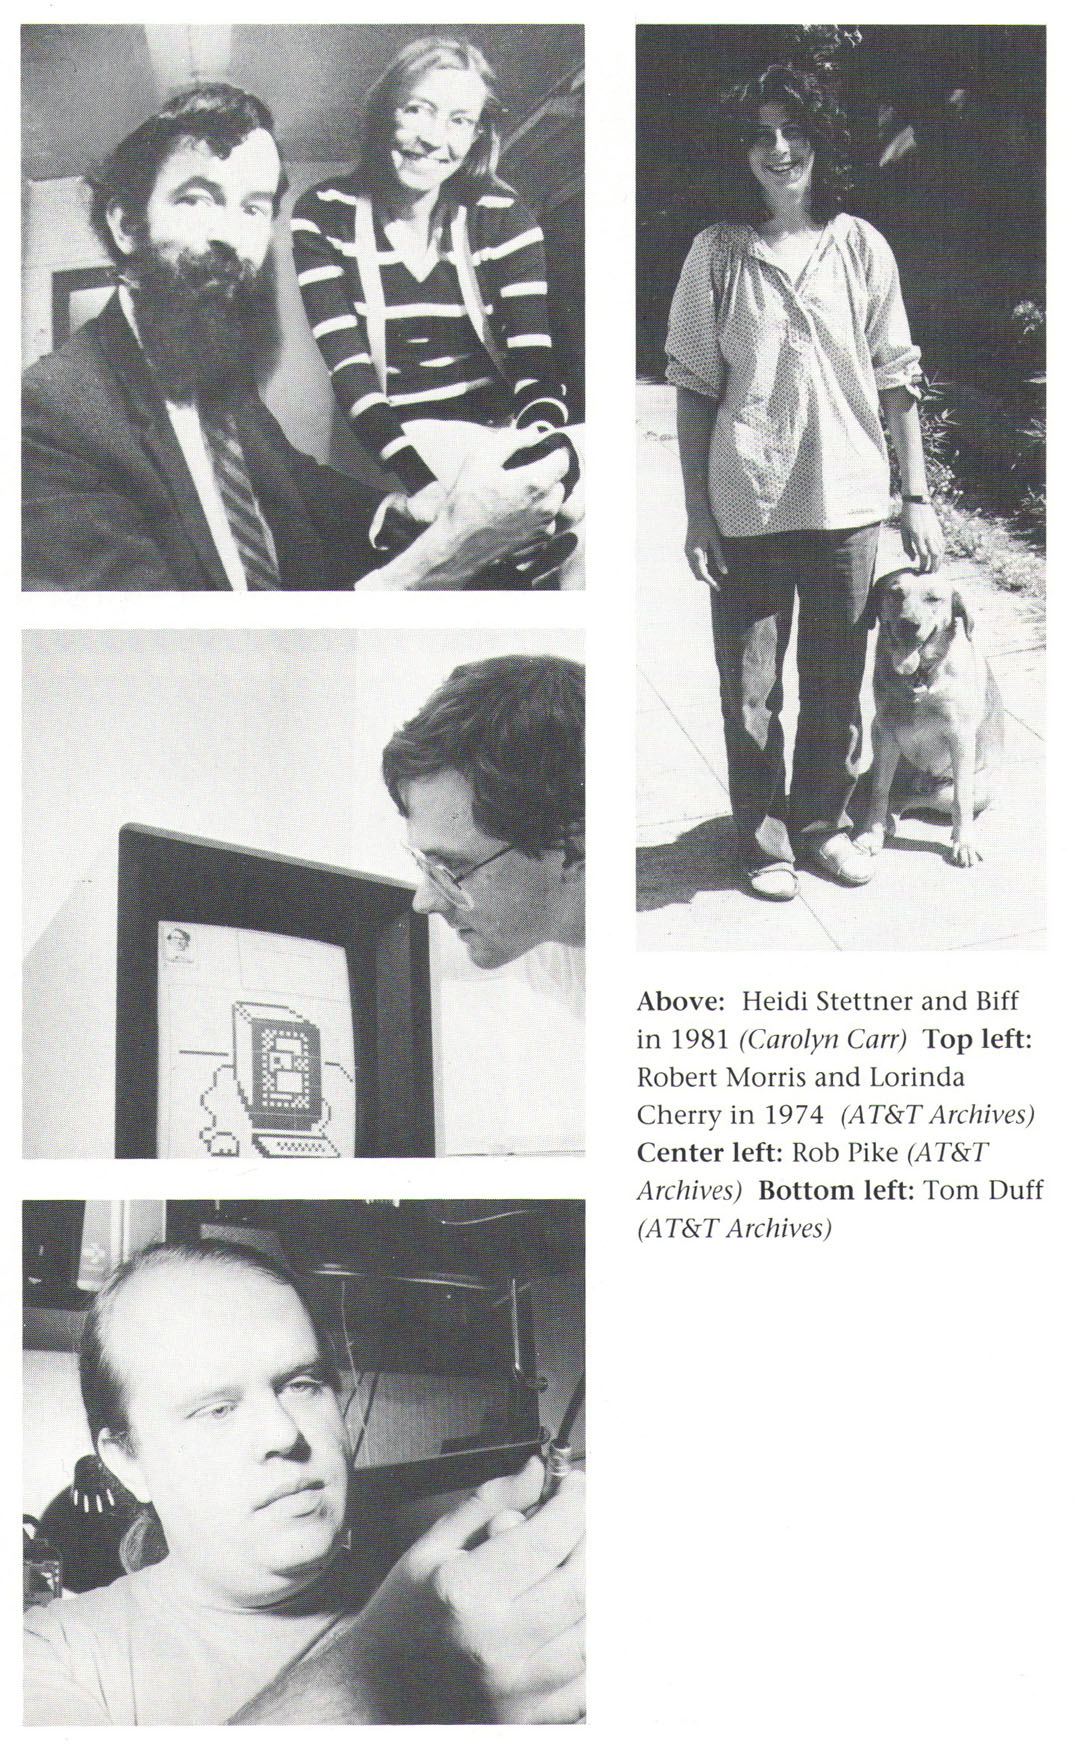 Above: Heidi Stettner and Biff
in 1981 (Carolyn Carr) Top left:
Robert Morris and Lorinda
Cherry in 1974 (AT&T Archives)
Center left: Rob Pike (AT&T
Archives) Bottom left: Tom Duff
(AT&T Archives)